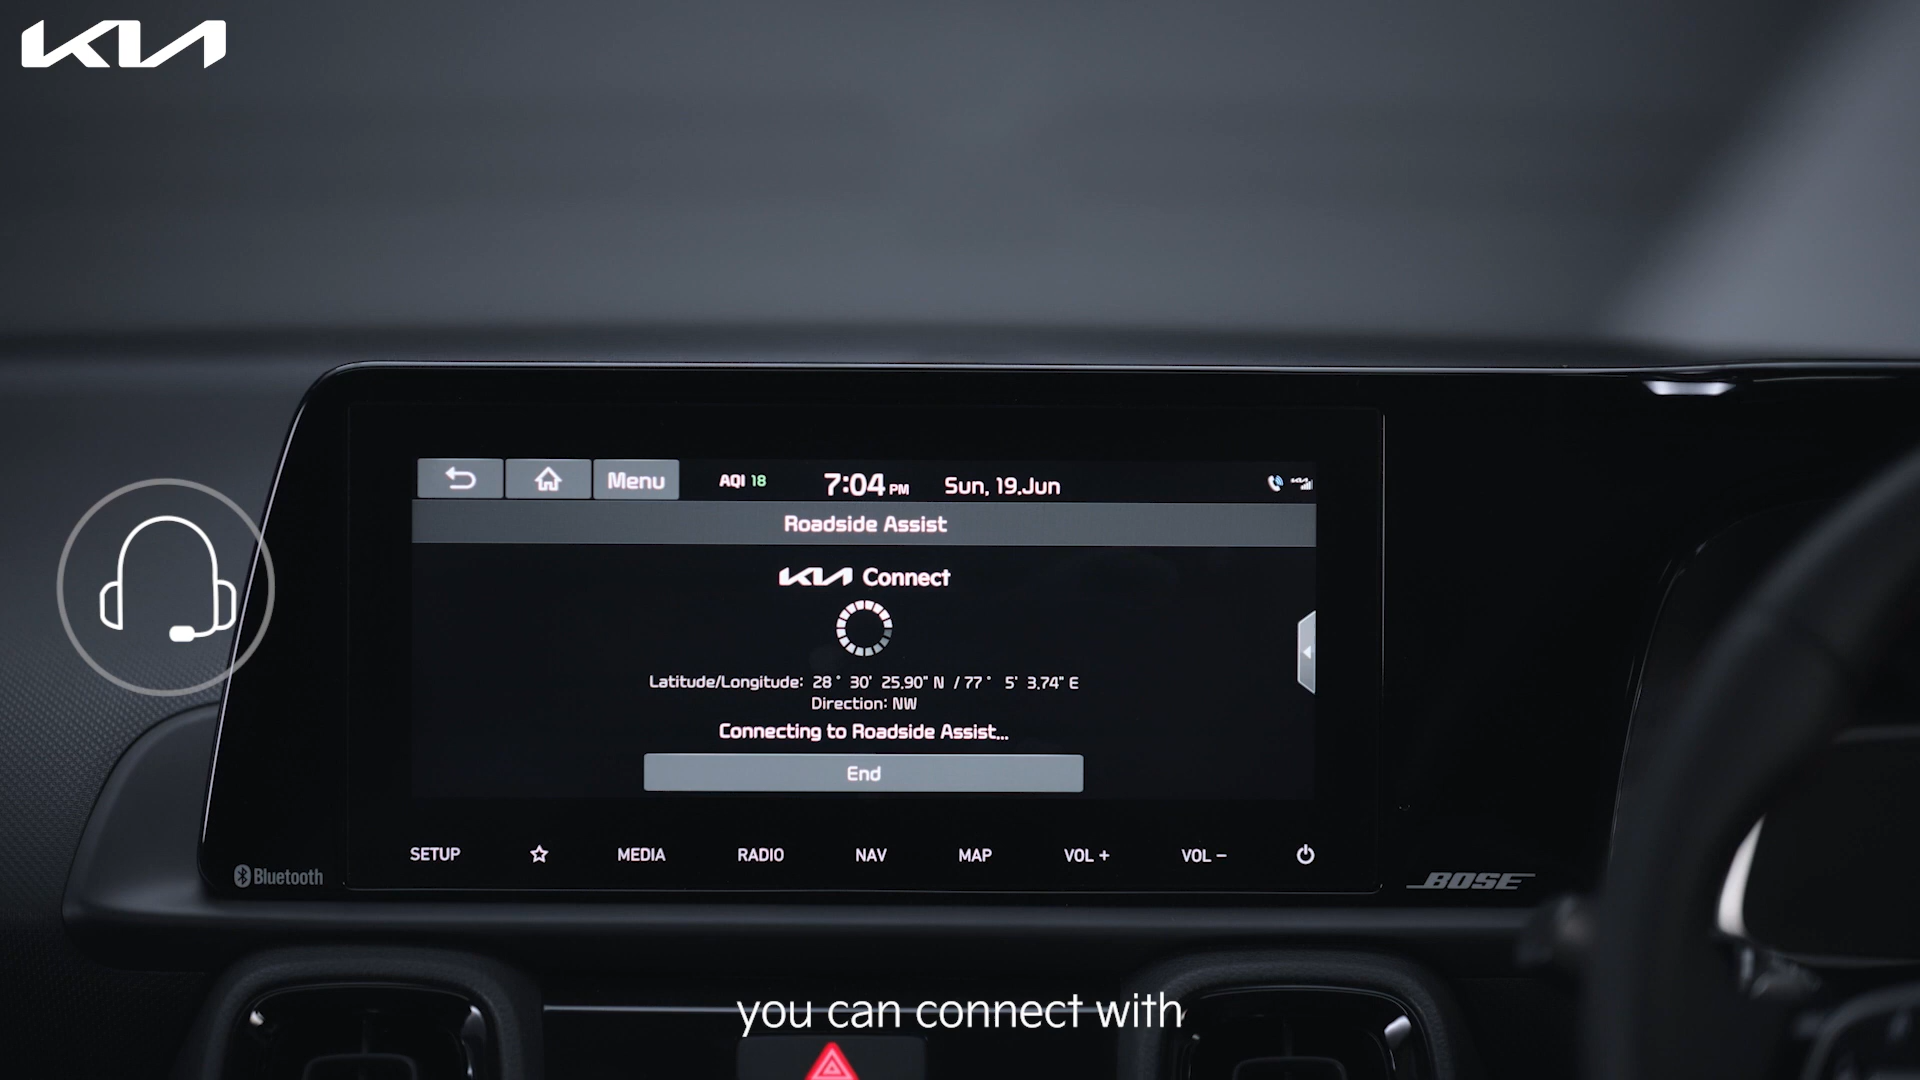 KIA
Menu AQI 18 7:04 PM Sun, 19.Jun
Roadside Assist
KIA Connect
Latitude/Longitude: 28° 30' 25.90" N / 77° 5' 3.74" E
Direction: NW
Connecting to Roadside Assist...
End
SETUP MEDIA RADIO NAV MAP VOL + VOL −
Bluetooth
BOSE
you can connect with